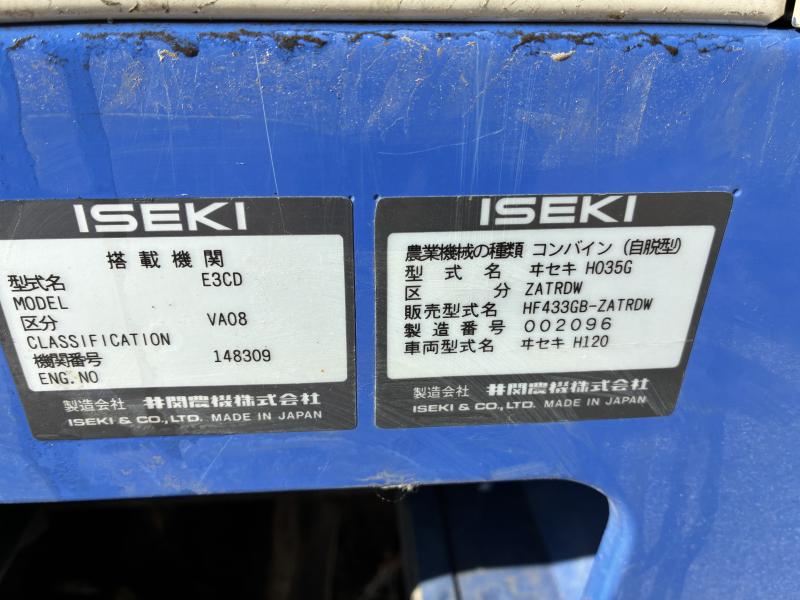 ISEKI
搭載機関
型式名 E3CD
MODEL
区分 VA08
CLASSIFICATION
機関番号 148309
ENG.NO
製造会社 井関農機株式会社
ISEKI & CO.,LTD. MADE IN JAPAN
ISEKI
農業機械の種類 コンバイン (自脱型)
型式名 ヰセキ HO35G
区分 ZATRDW
販売型式名 HF433GB-ZATRDW
製造番号 002096
車両型式名 ヰセキ H120
製造会社 井関農機株式会社
ISEKI & CO.,LTD. MADE IN JAPAN